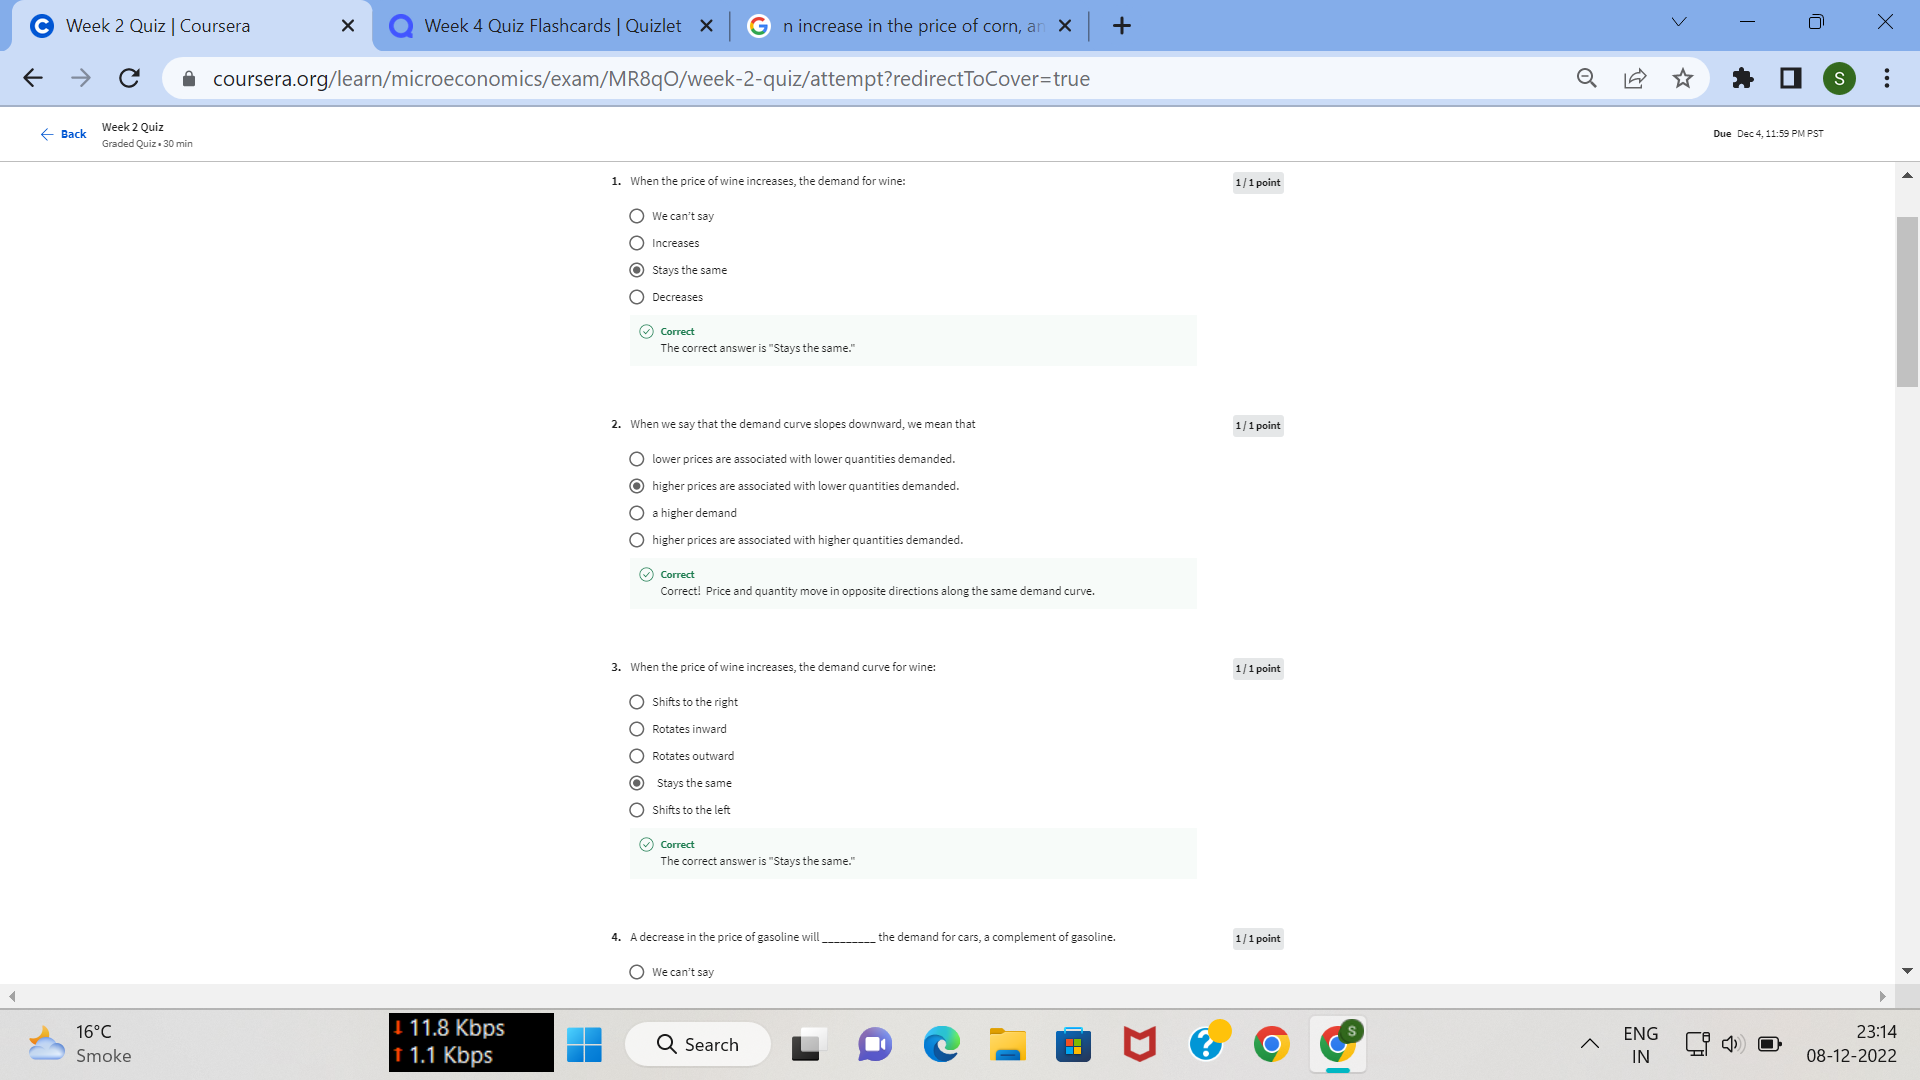 Week 2 Quiz | Coursera
Week 4 Quiz Flashcards | Quizlet
n increase in the price of corn, an
coursera.org/learn/microeconomics/exam/MR8qO/week-2-quiz/attempt?redirectToCover=true
S
Back
Week 2 Quiz
Graded Quiz • 30 min
Due Dec 4, 11:59 PM PST
1. When the price of wine increases, the demand for wine:
1 / 1 point
We can't say
Increases
Stays the same
Decreases
Correct
The correct answer is "Stays the same."
2. When we say that the demand curve slopes downward, we mean that
1 / 1 point
lower prices are associated with lower quantities demanded.
higher prices are associated with lower quantities demanded.
a higher demand
higher prices are associated with higher quantities demanded.
Correct
Correct! Price and quantity move in opposite directions along the same demand curve.
3. When the price of wine increases, the demand curve for wine:
1 / 1 point
Shifts to the right
Rotates inward
Rotates outward
Stays the same
Shifts to the left
Correct
The correct answer is "Stays the same."
4. A decrease in the price of gasoline will _________ the demand for cars, a complement of gasoline.
1 / 1 point
We can't say
16°C
Smoke
11.8 Kbps
1.1 Kbps
Search
S
ENG
IN
23:14
08-12-2022